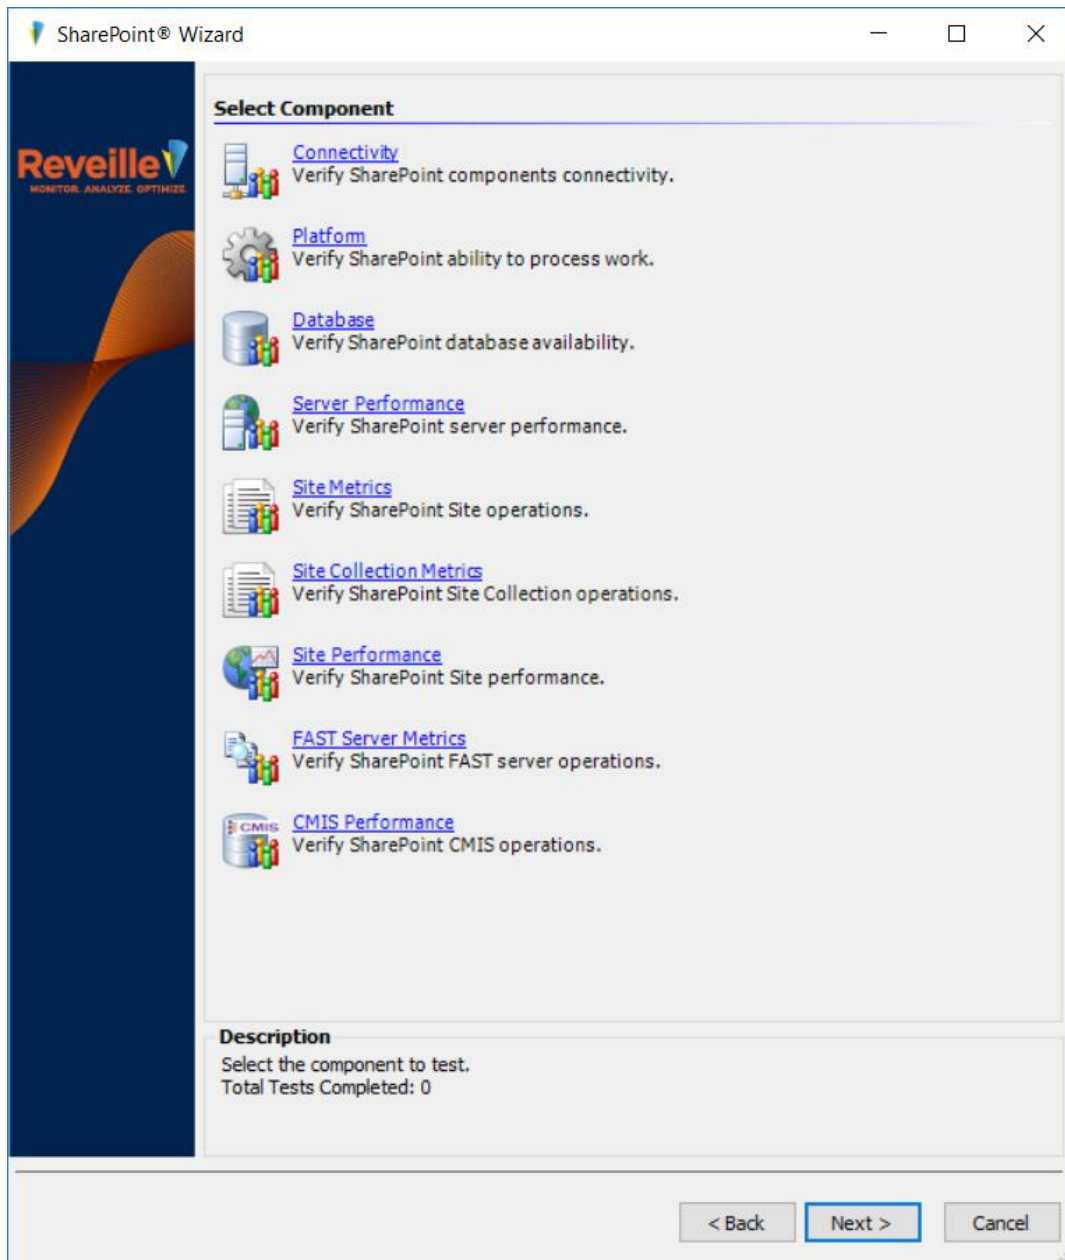 SharePoint® Wizard
Reveille
MONITOR. ANALYZE. OPTIMIZE.
Select Component
Connectivity
Verify SharePoint components connectivity.
Platform
Verify SharePoint ability to process work.
Database
Verify SharePoint database availability.
Server Performance
Verify SharePoint server performance.
Site Metrics
Verify SharePoint Site operations.
Site Collection Metrics
Verify SharePoint Site Collection operations.
Site Performance
Verify SharePoint Site performance.
FAST Server Metrics
Verify SharePoint FAST server operations.
CMIS
CMIS Performance
Verify SharePoint CMIS operations.
Description
Select the component to test.
Total Tests Completed: 0
< Back Next > Cancel